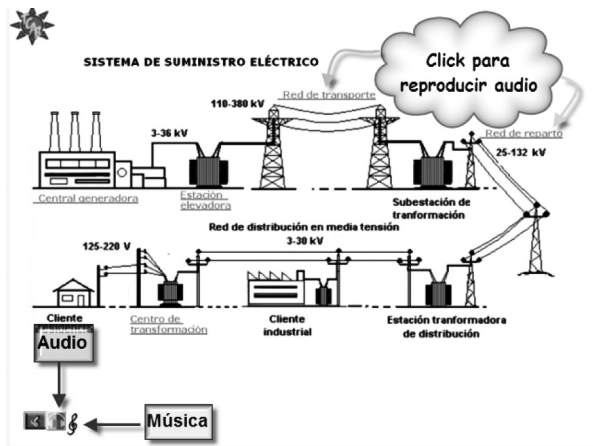 SISTEMA DE SUMINISTRO ELÉCTRICO
Click para
reproducir audio
Red de transporte
110-380 kV
3-36 kV
Red de reparto
25-132 kV
Central generadora
Estación
elevadora
Subestación de
tranformación
Red de distribución en media tensión
3-30 kV
125-220 V
Cliente
Centro de
transformación
Cliente
industrial
Estación tranformadora
de distribución
Audio
Música